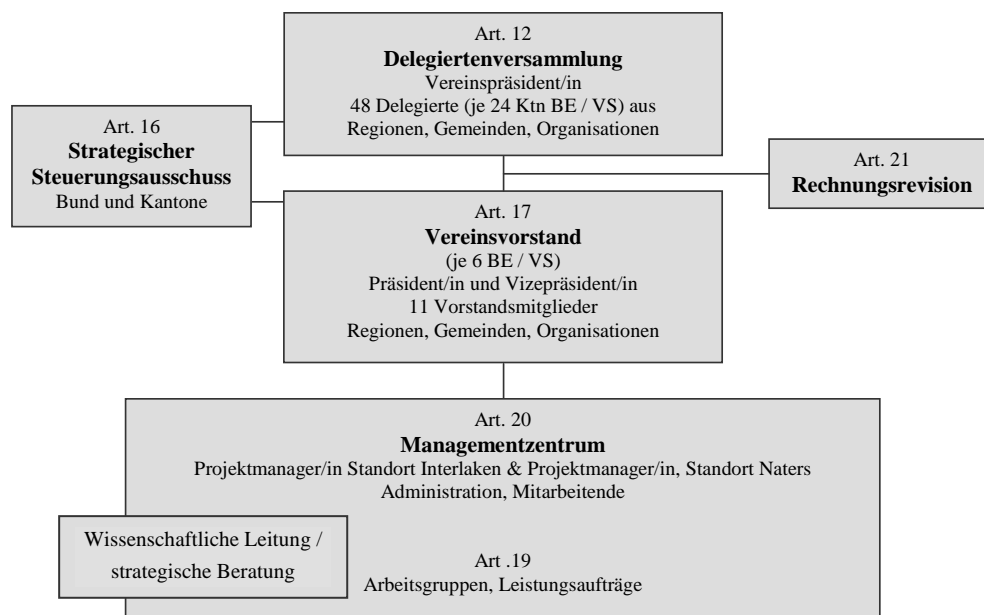 Art. 12
Delegiertenversammlung
Vereinspräsident/in
48 Delegierte (je 24 Ktn BE / VS) aus
Regionen, Gemeinden, Organisationen
Art. 16
Strategischer
Steuerungsausschuss
Bund und Kantone
Art. 21
Rechnungsrevision
Art. 17
Vereinsvorstand
(je 6 BE / VS)
Präsident/in und Vizepräsident/in
11 Vorstandsmitglieder
Regionen, Gemeinden, Organisationen
Art. 20
Managementzentrum
Projektmanager/in Standort Interlaken & Projektmanager/in, Standort Naters
Administration, Mitarbeitende
Wissenschaftliche Leitung /
strategische Beratung
Art .19
Arbeitsgruppen, Leistungsaufträge